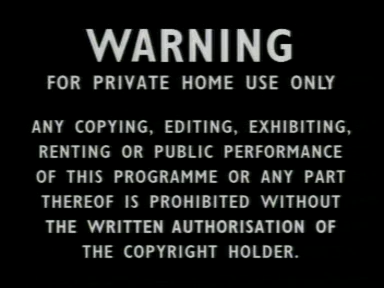 WARNING
FOR PRIVATE HOME USE ONLY
ANY COPYING, EDITING, EXHIBITING,
RENTING OR PUBLIC PERFORMANCE
OF THIS PROGRAMME OR ANY PART
THEREOF IS PROHIBITED WITHOUT
THE WRITTEN AUTHORISATION OF
THE COPYRIGHT HOLDER.